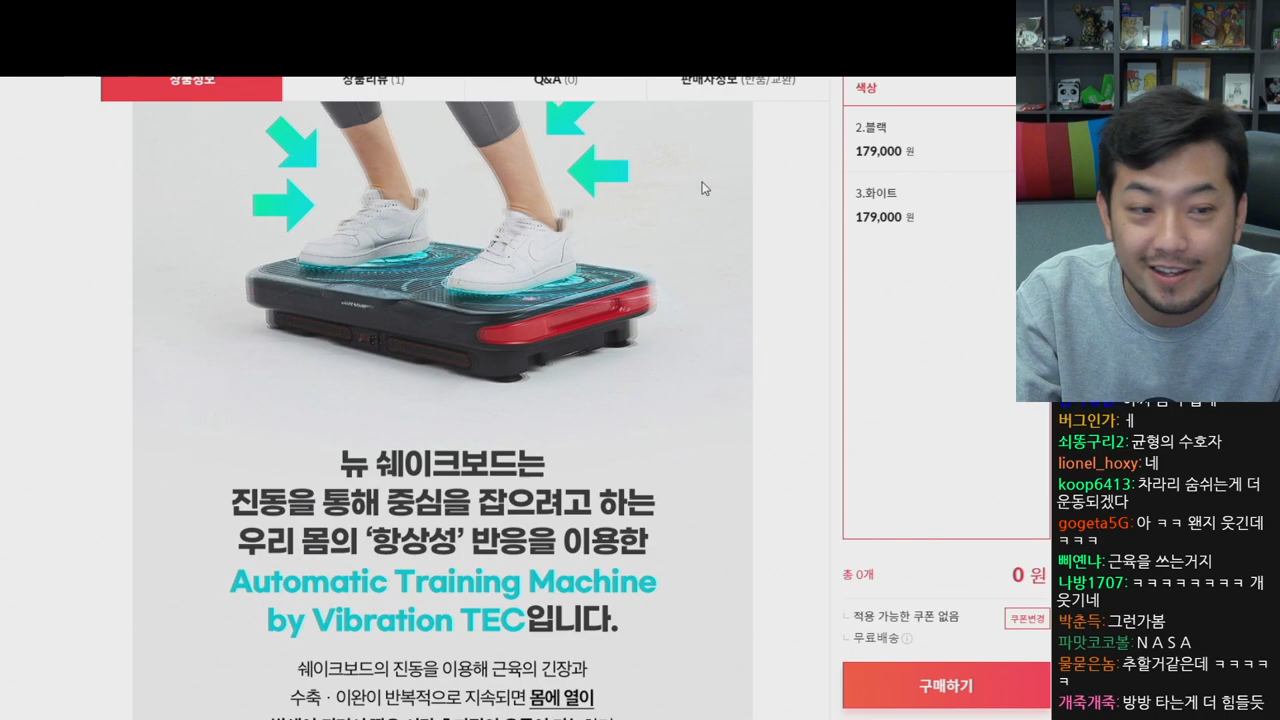 상품정보
상품리뷰 (1)
Q&A (0)
판매자정보 (반품/교환)
색상
2.블랙
179,000 원
3.화이트
179,000 원
뉴 쉐이크보드는
진동을 통해 중심을 잡으려고 하는
우리 몸의 ‘항상성’ 반응을 이용한
Automatic Training Machine
by Vibration TEC입니다.
쉐이크보드의 진동을 이용해 근육의 긴장과
수축 · 이완이 반복적으로 지속되면 몸에 열이
총 0개
0 원
적용 가능한 쿠폰 없음
쿠폰변경
무료배송
구매하기
버그인가: ㅔ
쇠똥구리2: 균형의 수호자
lionel_hoxy: 네
koop6413: 차라리 숨쉬는게 더
운동되겠다
gogeta5G: 아 ㅋㅋ 왠지 웃긴데
ㅋㅋㅋ
삐옌냐: 근육을 쓰는거지
나방1707: ㅋㅋㅋㅋㅋㅋㅋㅋ 개
웃기네
박춘득: 그런가봄
파맛코코볼: N A S A
물묻은놈: 추할거같은데 ㅋㅋㅋㅋ
ㅋ
개죽개죽: 방방 타는게 더 힘들듯